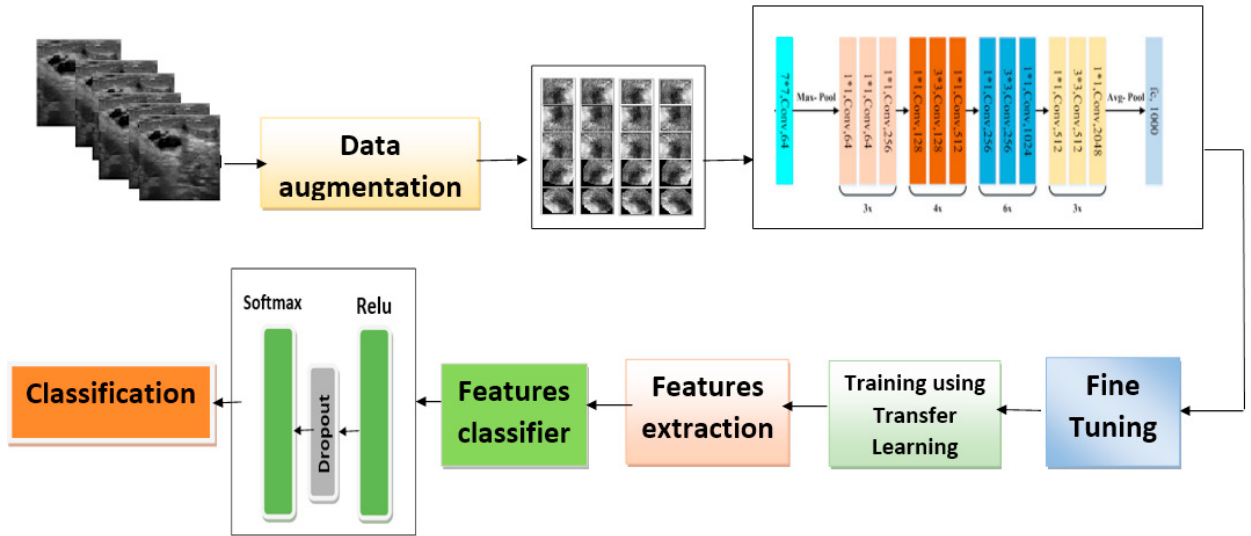 Data
augmentation
7*7,Conv,64
Max- Pool
1*1,Conv,64
1*1,Conv,64
1*1,Conv,256
3x
1*1,Conv,128
3*3,Conv,128
1*1,Conv,512
4x
1*1,Conv,256
3*3,Conv,256
1*1,Conv,1024
6x
1*1,Conv,512
3*3,Conv,512
1*1,Conv,2048
3x
Avg- Pool
fc, 1000
Fine
Tuning
Training using
Transfer
Learning
Features
extraction
Features
classifier
Relu
Dropout
Softmax
Classification